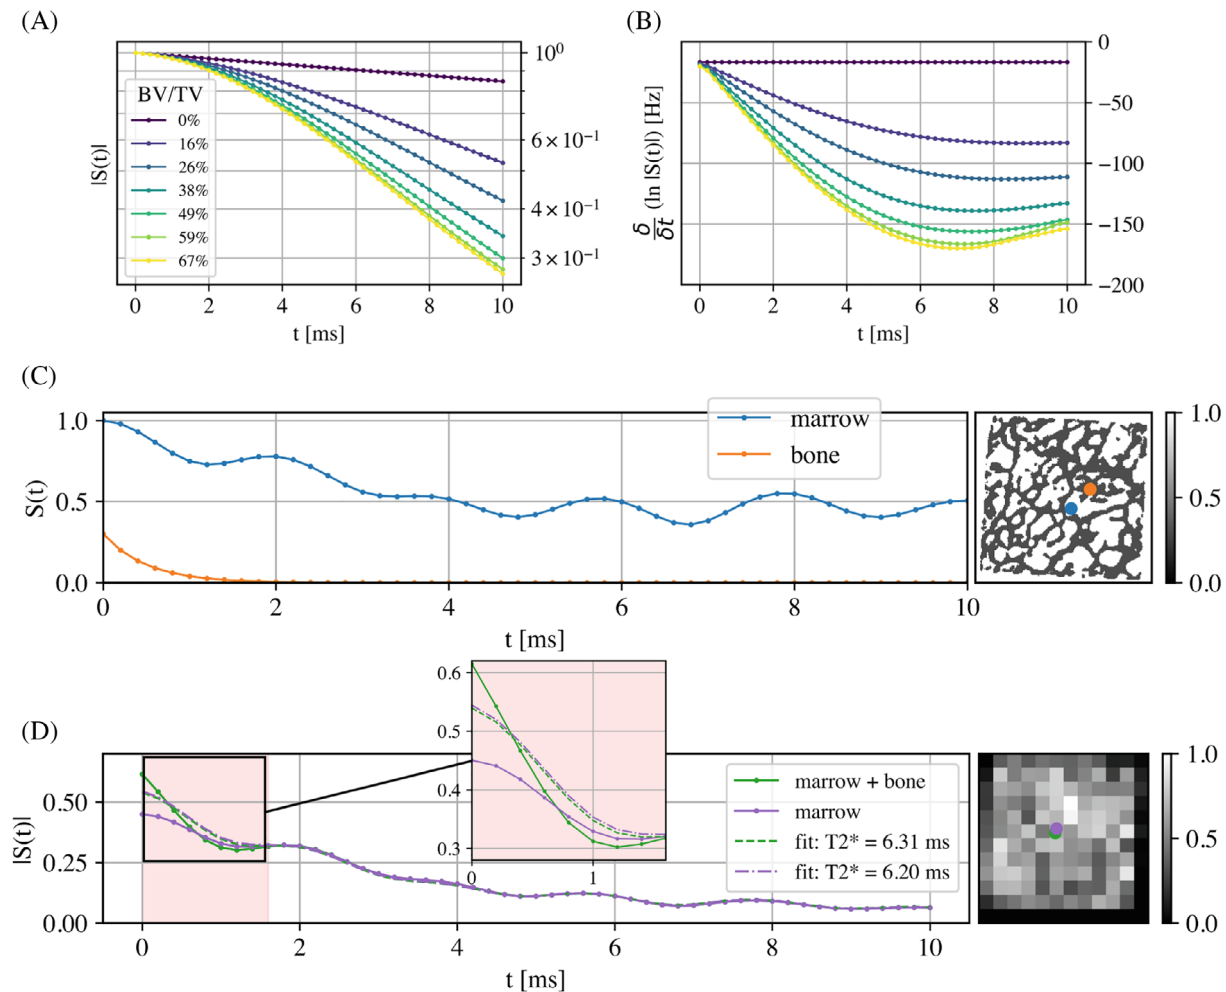 (A)
BV/TV
0%
16%
26%
38%
49%
59%
67%
|S(t)|
10⁰
6 × 10⁻¹
4 × 10⁻¹
3 × 10⁻¹
0 2 4 6 8 10
t [ms]
(B)
δ/δt (ln |S(t)|) [Hz]
0
−50
−100
−150
−200
0 2 4 6 8 10
t [ms]
(C)
S(t)
1.0
0.5
0.0
marrow
bone
0 2 4 6 8 10
t [ms]
1.0
0.5
0.0
(D)
|S(t)|
0.50
0.25
0.00
0.6
0.5
0.4
0.3
0 1
marrow + bone
marrow
fit: T2* = 6.31 ms
fit: T2* = 6.20 ms
0 2 4 6 8 10
t [ms]
1.0
0.5
0.0